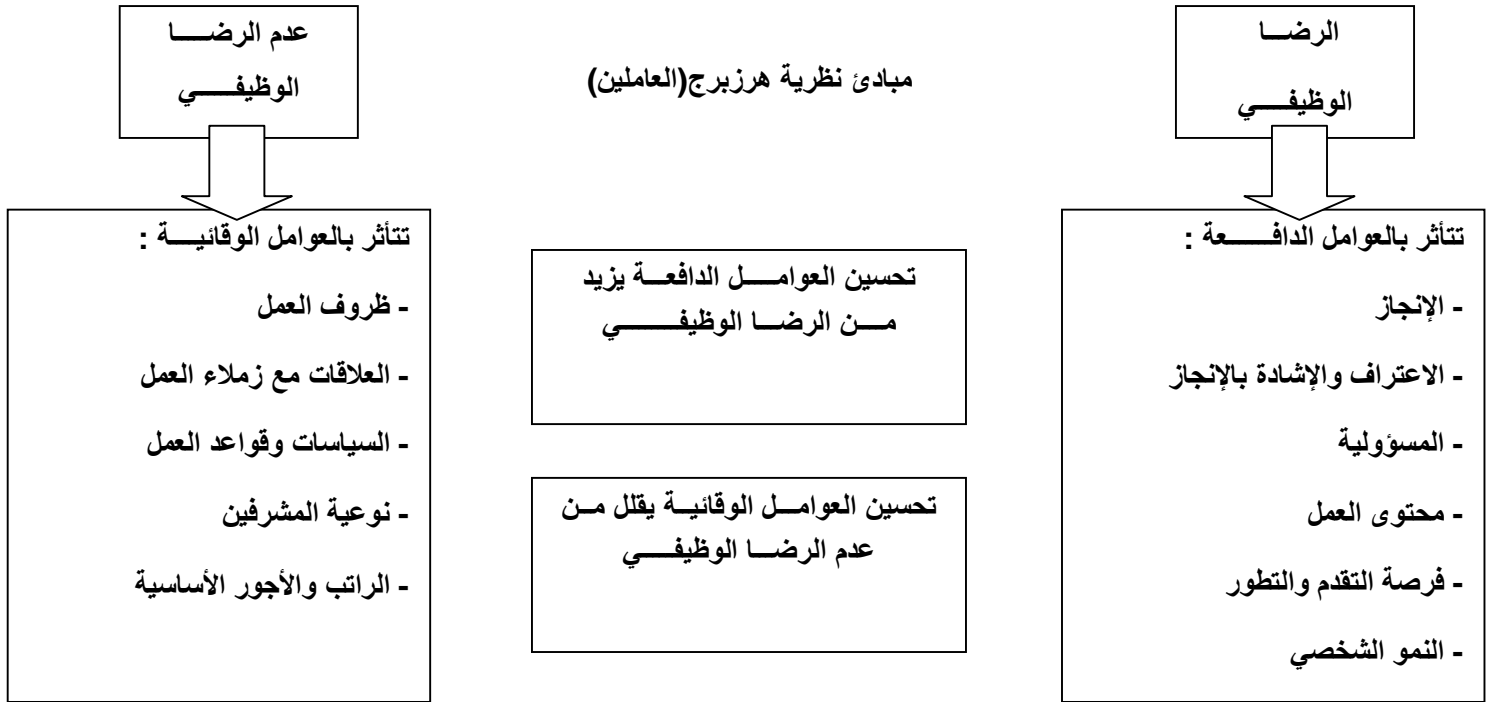 الرضا
الوظيفي
مبادئ نظرية هرزبرج(العاملين)
عدم الرضا
الوظيفي
تتأثر بالعوامل الدافعة :
- الإنجاز
- الاعتراف والإشادة بالإنجاز
- المسؤولية
- محتوى العمل
- فرصة التقدم والتطور
- النمو الشخصي
تحسين العوامل الدافعة يزيد
من الرضا الوظيفي
تحسين العوامل الوقائية يقلل من
عدم الرضا الوظيفي
تتأثر بالعوامل الوقائية :
- ظروف العمل
- العلاقات مع زملاء العمل
- السياسات وقواعد العمل
- نوعية المشرفين
- الراتب والأجور الأساسية